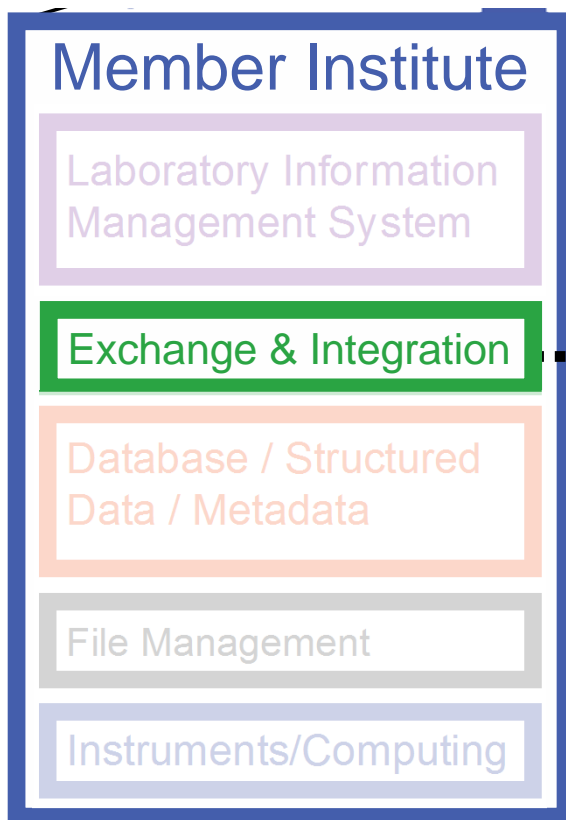 Member Institute
Laboratory Information
Management System
Exchange & Integration
Database / Structured
Data / Metadata
File Management
Instruments/Computing